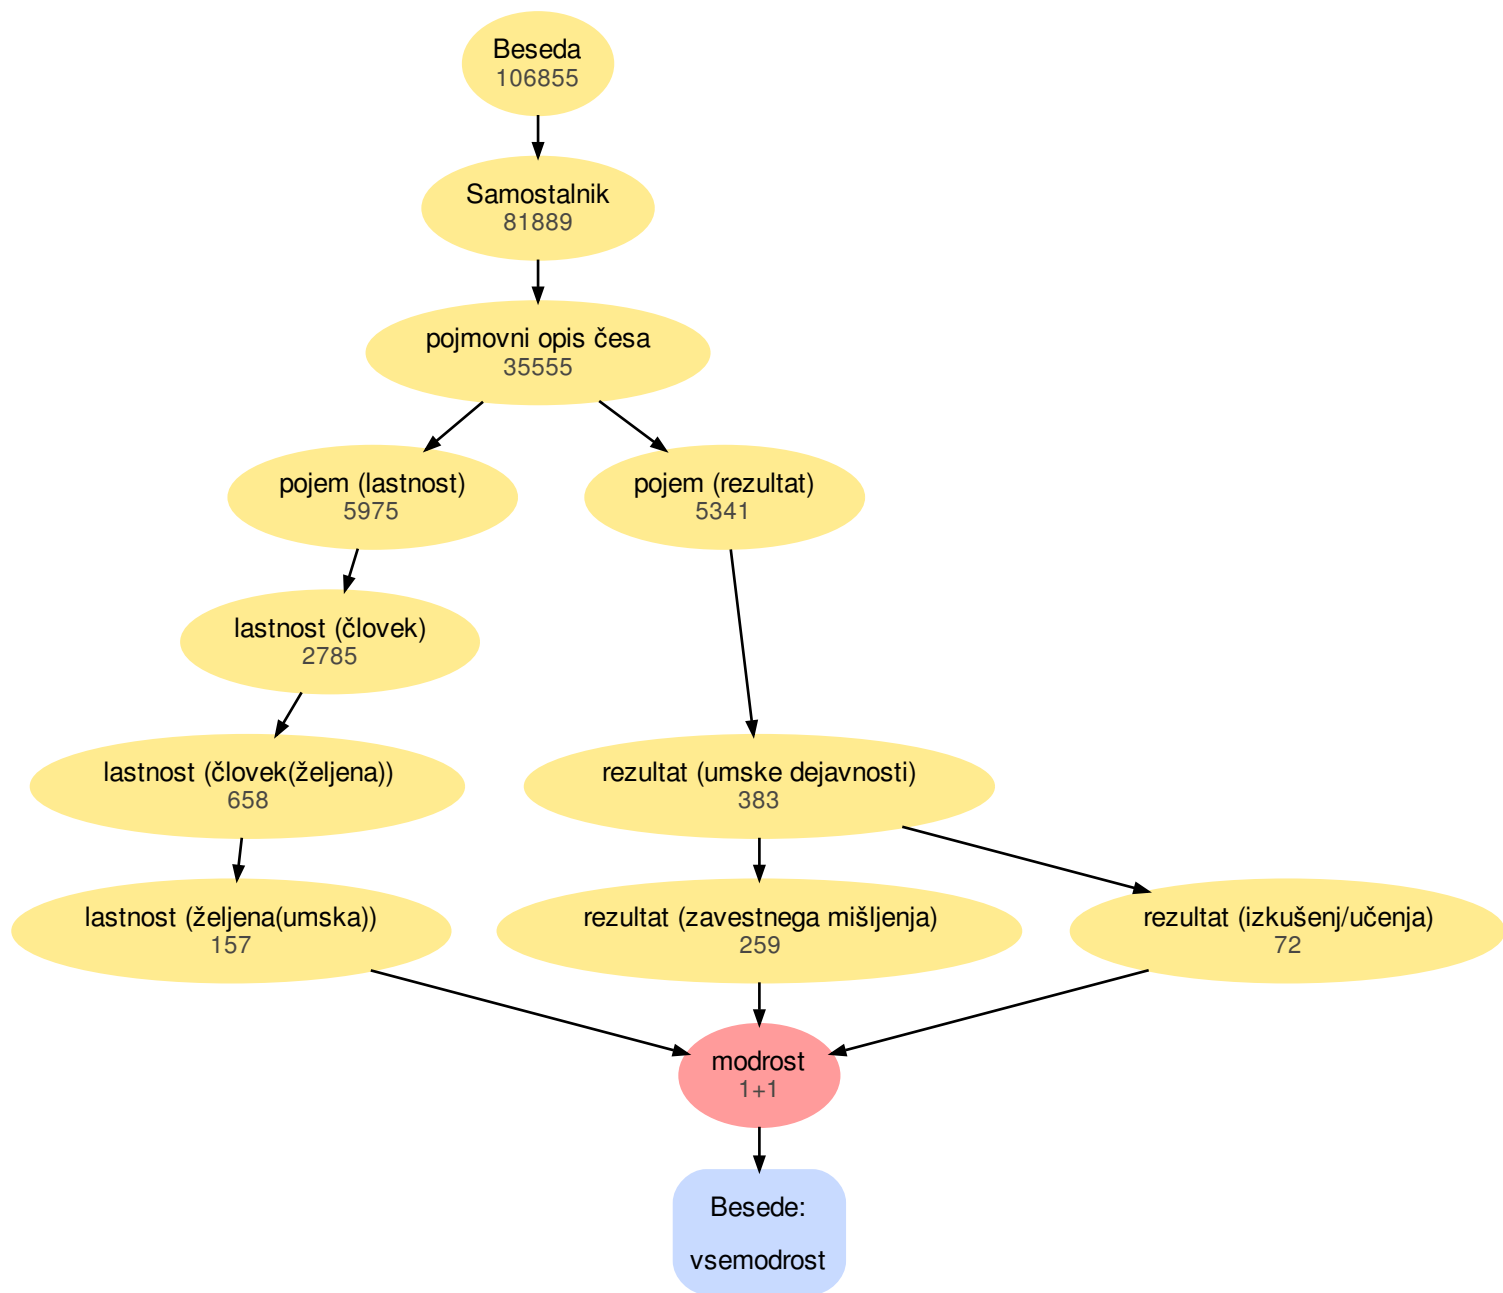 Beseda
106855
Samostalnik
81889
pojmovni opis česa
35555
pojem (lastnost)
5975
pojem (rezultat)
5341
lastnost (človek)
2785
lastnost (človek(željena))
658
rezultat (umske dejavnosti)
383
lastnost (željena(umska))
157
rezultat (zavestnega mišljenja)
259
rezultat (izkušenj/učenja)
72
modrost
1+1
Besede:
vsemodrost